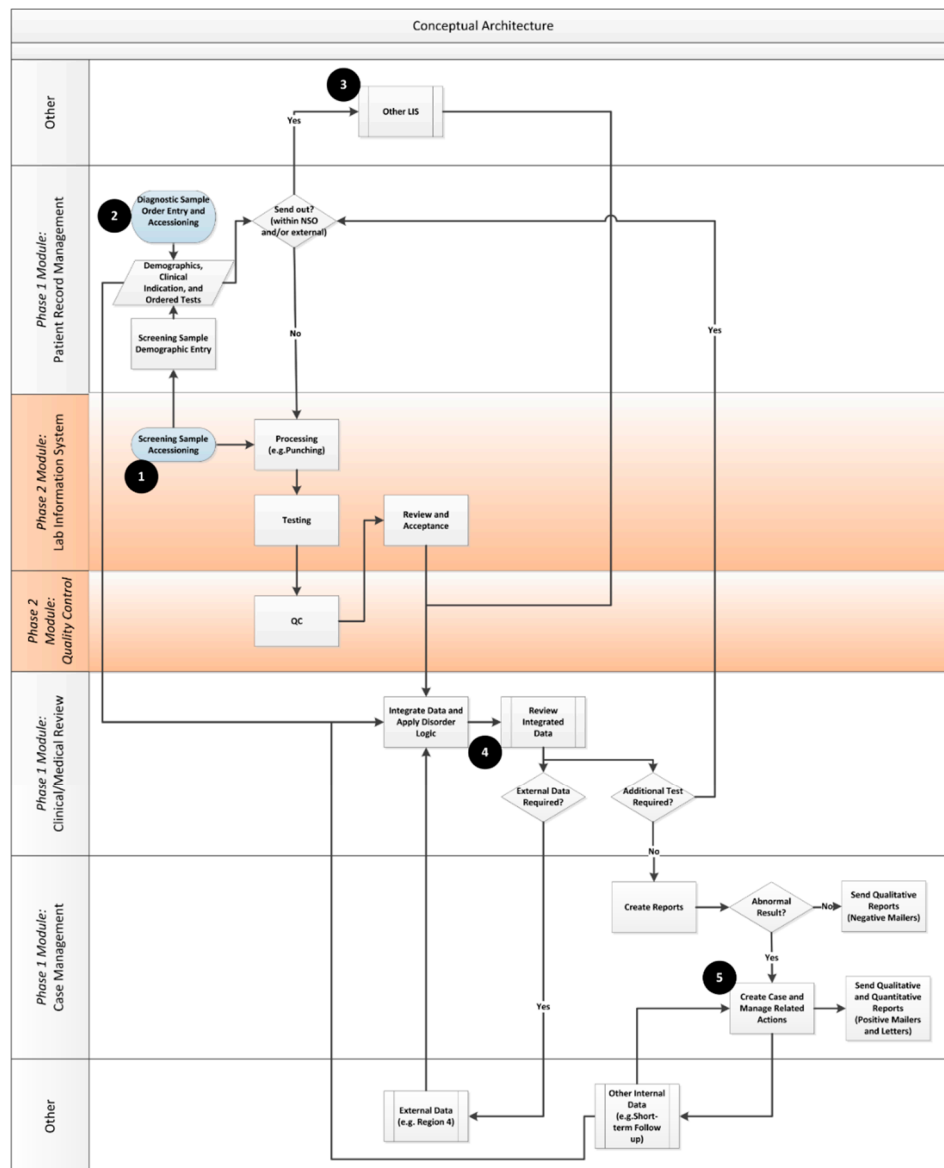 Conceptual Architecture
Other
3
Other LIS
Yes
Phase 1 Module:
Patient Record Management
2
Diagnostic Sample
Order Entry and
Accessioning
Send out?
(within NSO
and/or external)
Demographics,
Clinical
Indication, and
Ordered Tests
Screening Sample
Demographic Entry
No
Yes
Phase 2 Module:
Lab Information System
Screening Sample
Accessioning
1
Processing
(e.g.Punching)
Testing
Review and
Acceptance
Phase 2
Module:
Quality Control
QC
Phase 1 Module:
Clinical/Medical Review
Integrate Data and
Apply Disorder
Logic
4
Review
Integrated
Data
External Data
Required?
Additional Test
Required?
No
Phase 1 Module:
Case Management
Create Reports
Abnormal
Result?
No
Send Qualitative
Reports
(Negative Mailers)
Yes
5
Create Case and
Manage Related
Actions
Send Qualitative
and Quantitative
Reports
(Positive Mailers
and Letters)
Yes
Other
External Data
(e.g. Region 4)
Other Internal
Data
(e.g.Short-
term Follow
up)